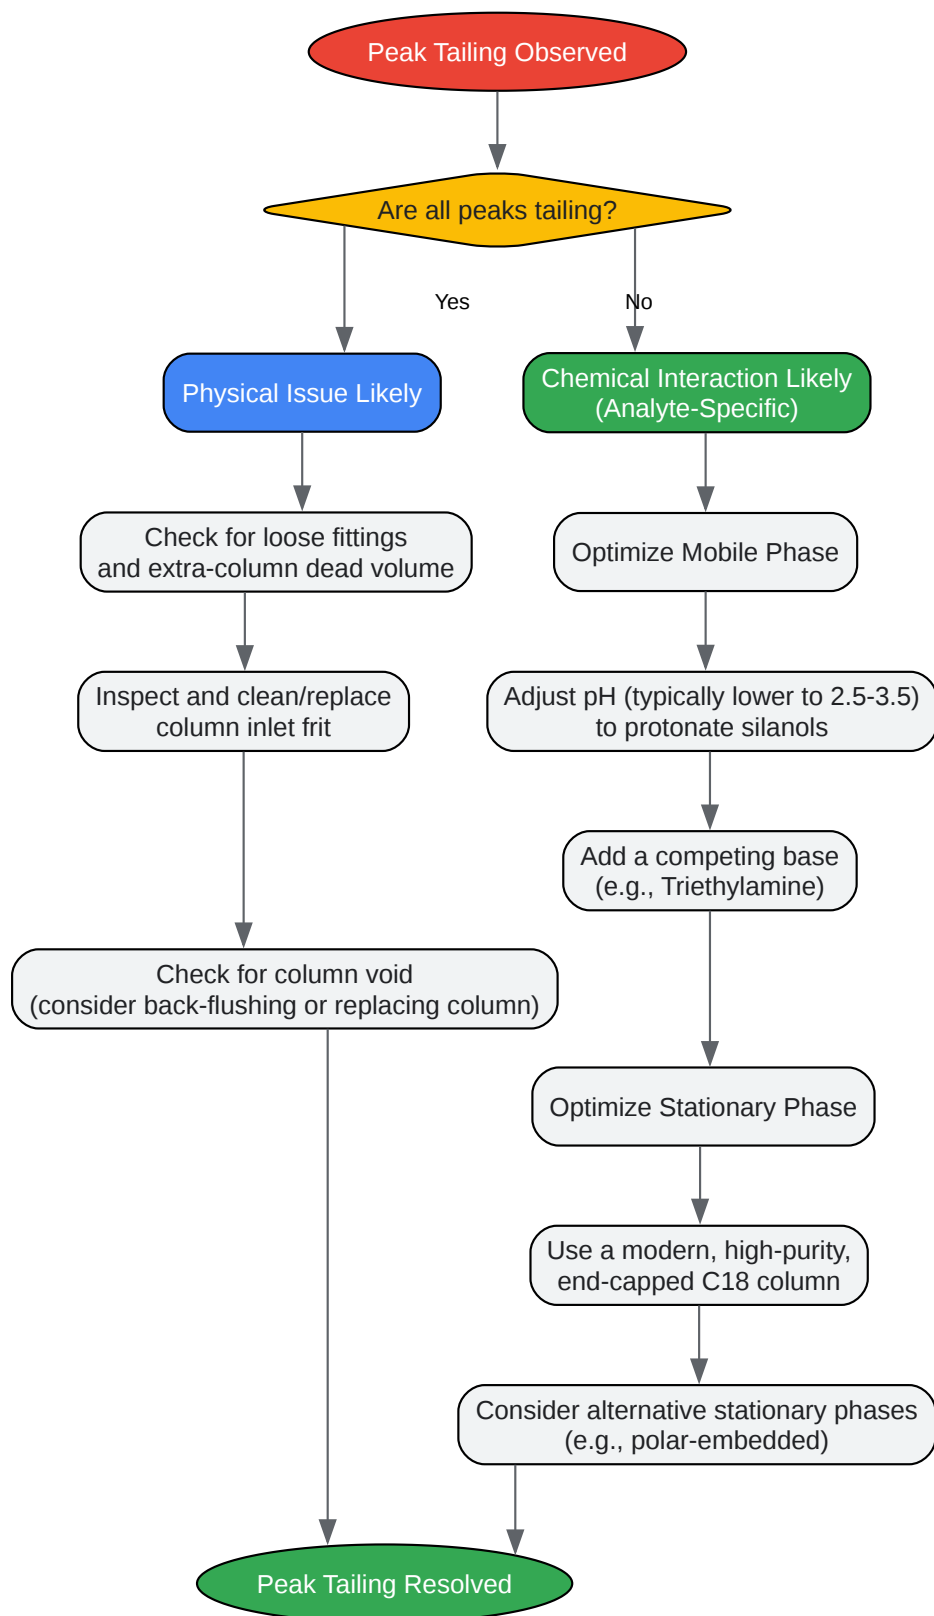 Peak Tailing Observed
Are all peaks tailing?
Yes
No
Physical Issue Likely
Chemical Interaction Likely
(Analyte-Specific)
Check for loose fittings
and extra-column dead volume
Optimize Mobile Phase
Inspect and clean/replace
column inlet frit
Adjust pH (typically lower to 2.5-3.5)
to protonate silanols
Add a competing base
(e.g., Triethylamine)
Check for column void
(consider back-flushing or replacing column)
Optimize Stationary Phase
Use a modern, high-purity,
end-capped C18 column
Consider alternative stationary phases
(e.g., polar-embedded)
Peak Tailing Resolved